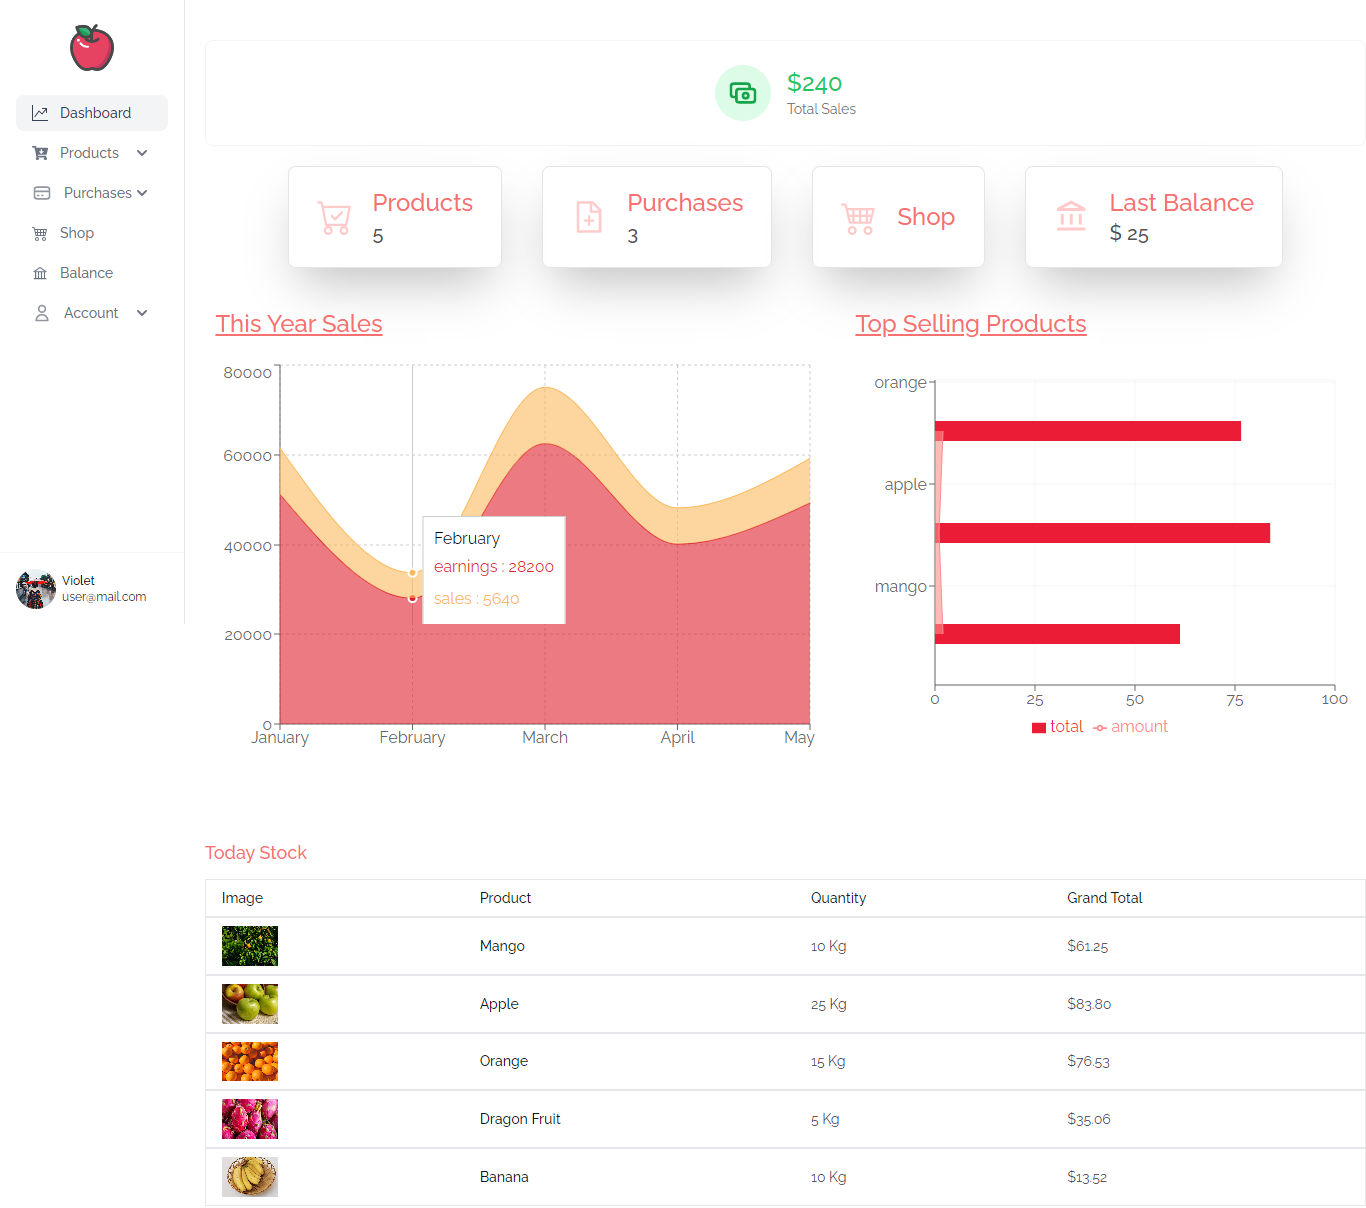 Dashboard
Products
Purchases
Shop
Balance
Account
Violet
user@mail.com
$240
Total Sales
Products
5
Purchases
3
Shop
Last Balance
$ 25
This Year Sales
80000
60000
40000
20000
0
January February March April May
February
earnings : 28200
sales : 5640
Top Selling Products
orange
apple
mango
0 25 50 75 100
total amount
Today Stock
Image Product Quantity Grand Total
Mango 10 Kg $61.25
Apple 25 Kg $83.80
Orange 15 Kg $76.53
Dragon Fruit 5 Kg $35.06
Banana 10 Kg $13.52